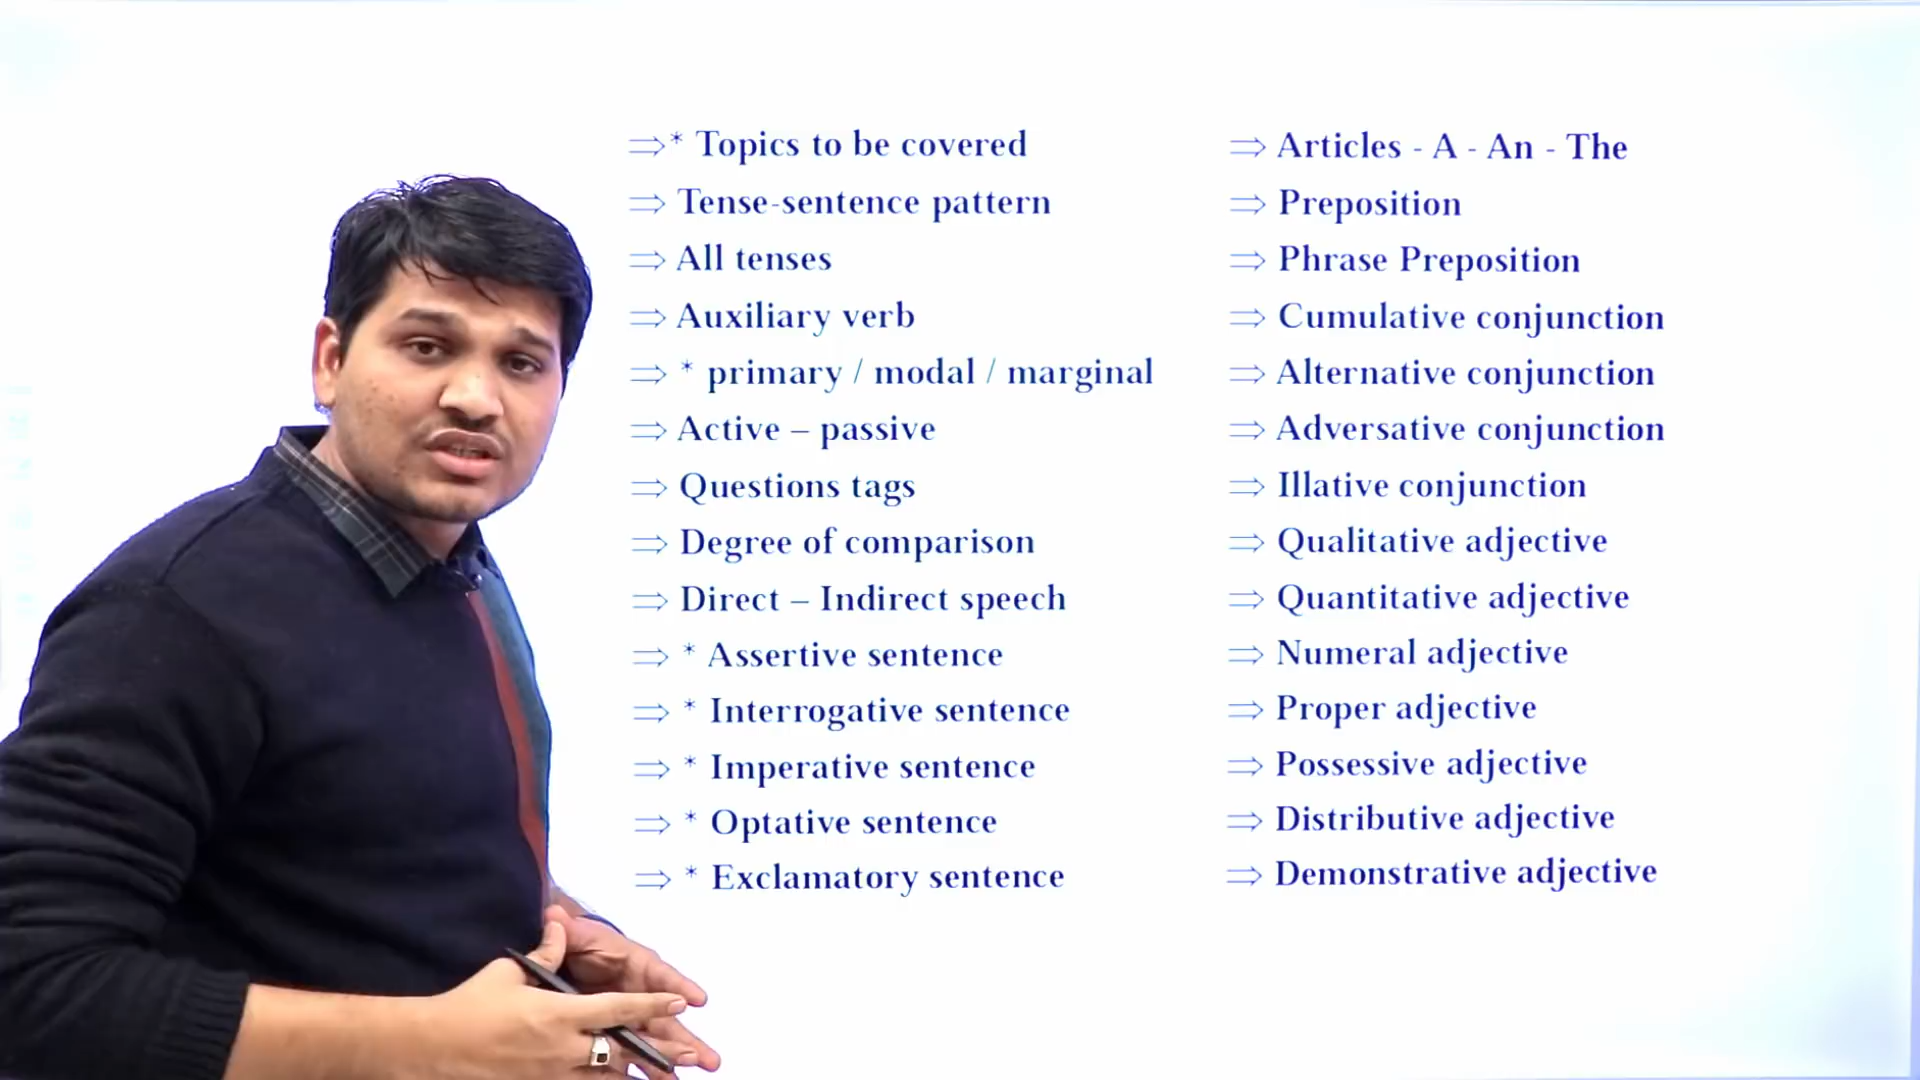 ⇒* Topics to be covered
⇒ Tense-sentence pattern
⇒ All tenses
⇒ Auxiliary verb
⇒ * primary / modal / marginal
⇒ Active – passive
⇒ Questions tags
⇒ Degree of comparison
⇒ Direct – Indirect speech
⇒ * Assertive sentence
⇒ * Interrogative sentence
⇒ * Imperative sentence
⇒ * Optative sentence
⇒ * Exclamatory sentence
⇒ Articles - A - An - The
⇒ Preposition
⇒ Phrase Preposition
⇒ Cumulative conjunction
⇒ Alternative conjunction
⇒ Adversative conjunction
⇒ Illative conjunction
⇒ Qualitative adjective
⇒ Quantitative adjective
⇒ Numeral adjective
⇒ Proper adjective
⇒ Possessive adjective
⇒ Distributive adjective
⇒ Demonstrative adjective